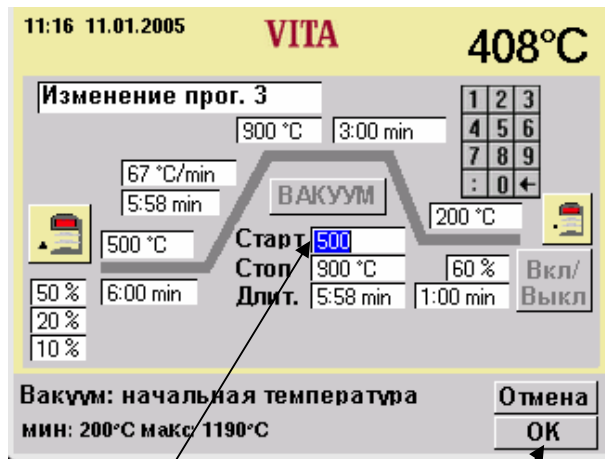 11:16 11.01.2005 VITA 408°C
Изменение прог. 3
1 2 3
900 °C 3:00 min 4 5 6
7 8 9
67 °C/min : 0 ←
5:58 min ВАКУУМ 200 °C
500 °C Старт 500
Стоп 900 °C 60 % Вкл/
50 % 6:00 min Длит. 5:58 min 1:00 min Выкл
20 %
10 %
Вакуум: начальная температура Отмена
мин: 200°C макс: 1190°C OK